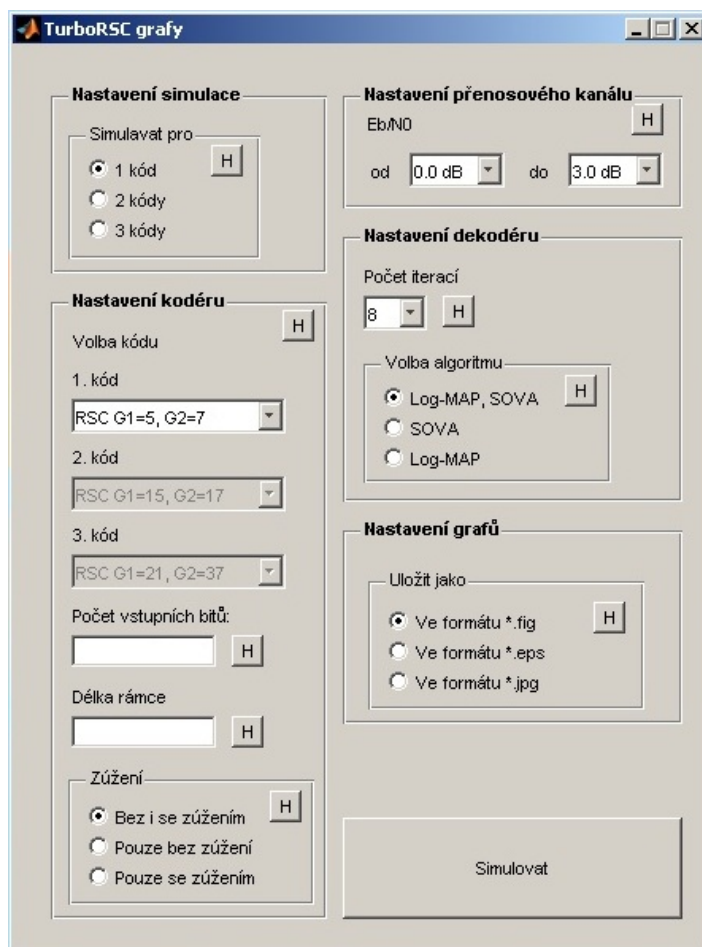 TurboRSC grafy
Nastavení simulace
Simulavat pro
H
1 kód
2 kódy
3 kódy
Nastavení kodéru
H
Volba kódu
1. kód
RSC G1=5, G2=7
2. kód
RSC G1=15, G2=17
3. kód
RSC G1=21, G2=37
Počet vstupních bitů:
H
Délka rámce
H
Zúžení
H
Bez i se zúžením
Pouze bez zúžení
Pouze se zúžením
Nastavení přenosového kanálu
Eb/N0
H
od 0.0 dB do 3.0 dB
Nastavení dekodéru
Počet iterací
8 H
Volba algoritmu
H
Log-MAP, SOVA
SOVA
Log-MAP
Nastavení grafů
Uložit jako
H
Ve formátu *.fig
Ve formátu *.eps
Ve formátu *.jpg
Simulovat